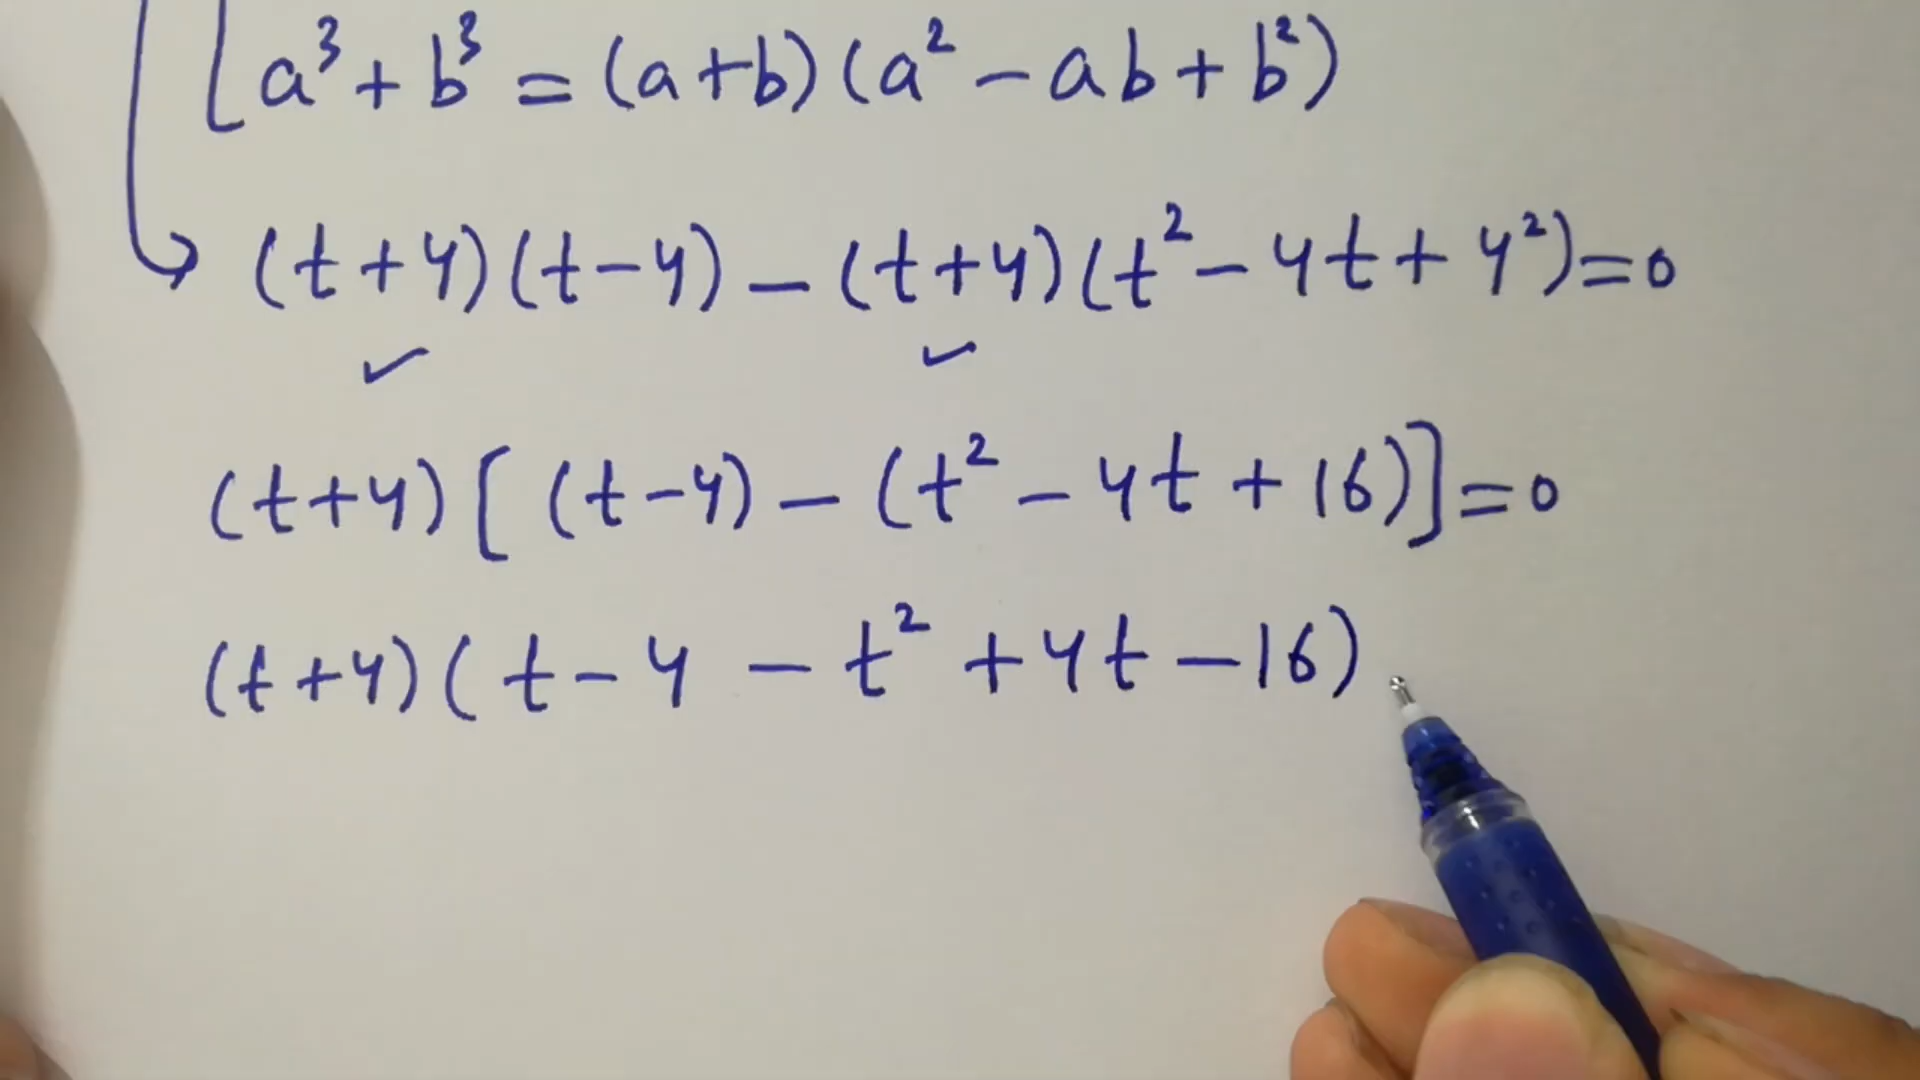 [a³ + b³ = (a+b)(a² - ab + b²)
(t+4)(t-4) - (t+4)(t² - 4t + 4²) = 0
(t+4)[(t-4) - (t² - 4t + 16)] = 0
(t+4)(t-4 - t² + 4t - 16)